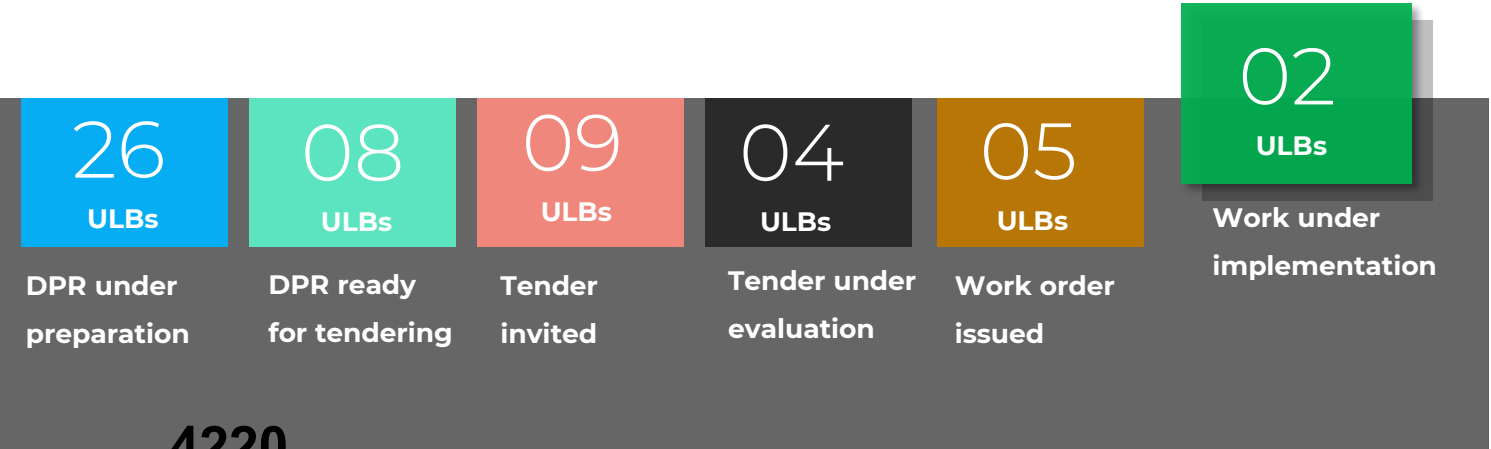 26
ULBs
DPR under
preparation
08
ULBs
DPR ready
for tendering
09
ULBs
Tender
invited
04
ULBs
Tender under
evaluation
05
ULBs
Work order
issued
02
ULBs
Work under
implementation
4220